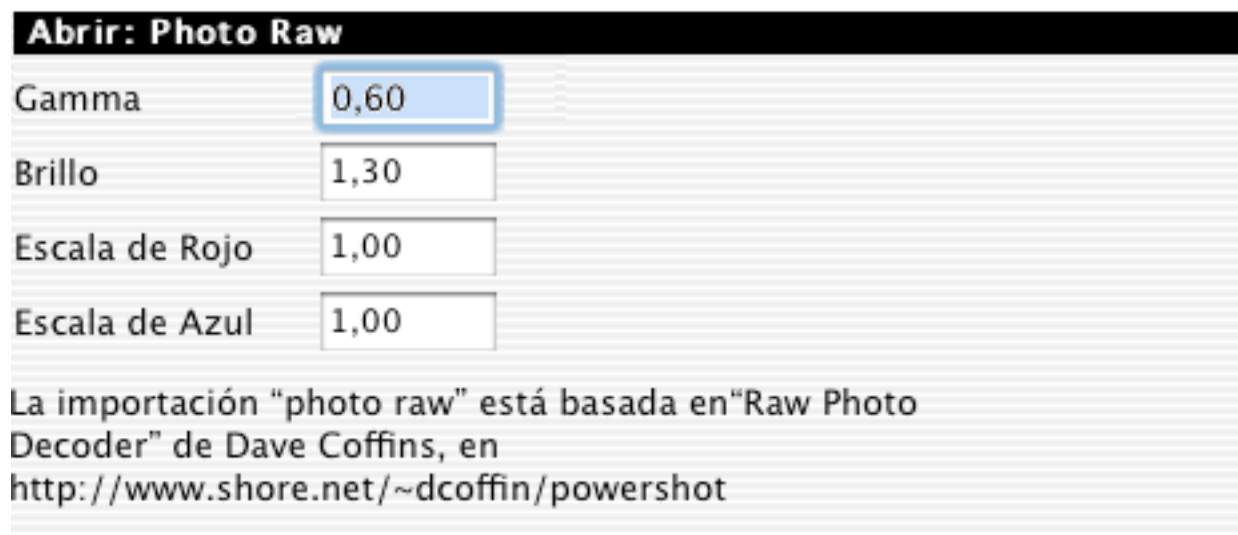 Abrir: Photo Raw
Gamma 0,60
Brillo 1,30
Escala de Rojo 1,00
Escala de Azul 1,00
La importación “photo raw” está basada en“Raw Photo
Decoder” de Dave Coffins, en
http://www.shore.net/~dcoffin/powershot